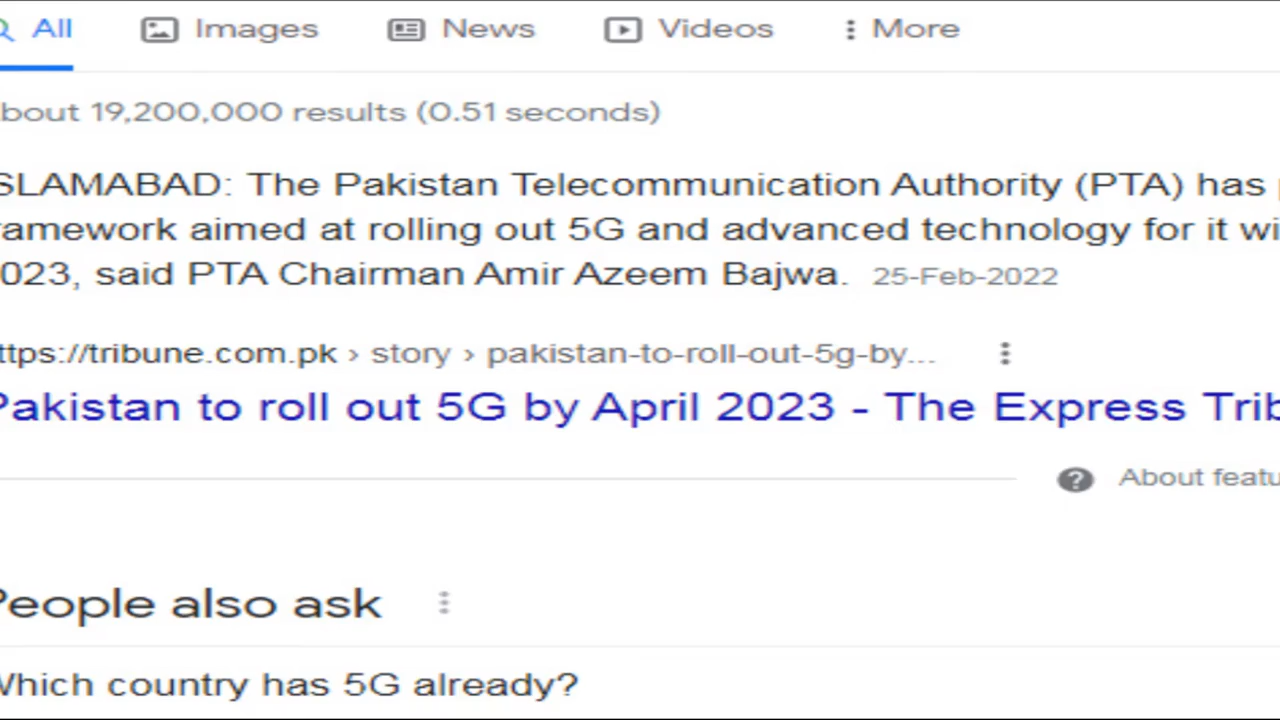 All Images News Videos More
bout 19,200,000 results (0.51 seconds)
SLAMABAD: The Pakistan Telecommunication Authority (PTA) has
ramework aimed at rolling out 5G and advanced technology for it wi
023, said PTA Chairman Amir Azeem Bajwa. 25-Feb-2022
ttps://tribune.com.pk › story › pakistan-to-roll-out-5g-by...
Pakistan to roll out 5G by April 2023 - The Express Trib
About featu
People also ask
Which country has 5G already?